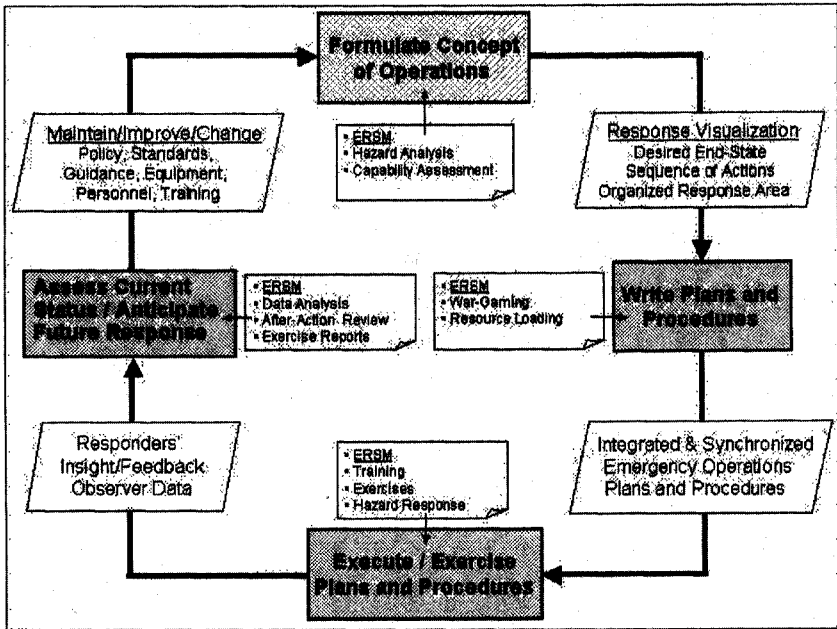 Formulate Concept
of Operations
Maintain/Improve/Change
Policy, Standards,
Guidance, Equipment,
Personnel, Training
▪ ERSM
▪ Hazard Analysis
▪ Capability Assessment
Response Visualization
Desired End-State
Sequence of Actions
Organized Response Area
Assess Current
Status / Anticipate
Future Response
▪ ERSM
▪ Data Analysis
▪ After-Action Review
▪ Exercise Reports
▪ ERSM
▪ War-Gaming
▪ Resource Loading
Write Plans and
Procedures
Responders'
Insight/Feedback
Observer Data
▪ ERSM
▪ Training
▪ Exercises
▪ Hazard Response
Integrated & Synchronized
Emergency Operations
Plans and Procedures
Execute / Exercise
Plans and Procedures